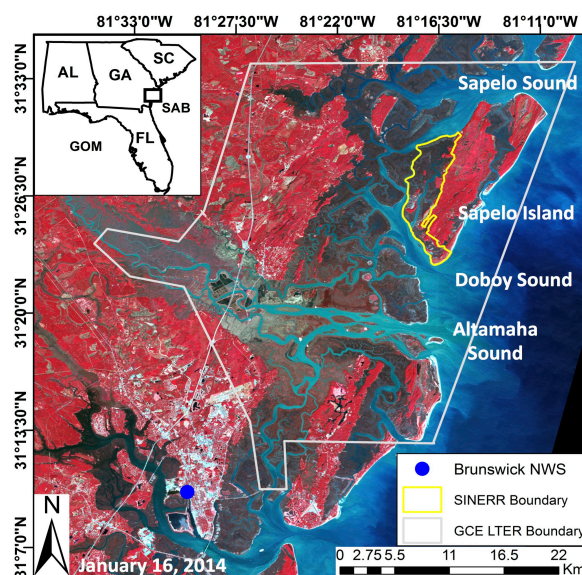 81°33'0"W 81°27'30"W 81°22'0"W 81°16'30"W 81°11'0"W
31°33'0"N
31°26'30"N
31°20'0"N
31°13'30"N
31°7'0"N
AL
GA
SC
SAB
GOM
FL
Sapelo Sound
Sapelo Island
Doboy Sound
Altamaha
Sound
Brunswick NWS
SINERR Boundary
GCE LTER Boundary
N
January 16, 2014
0 2.75 5.5 11 16.5 22
Km